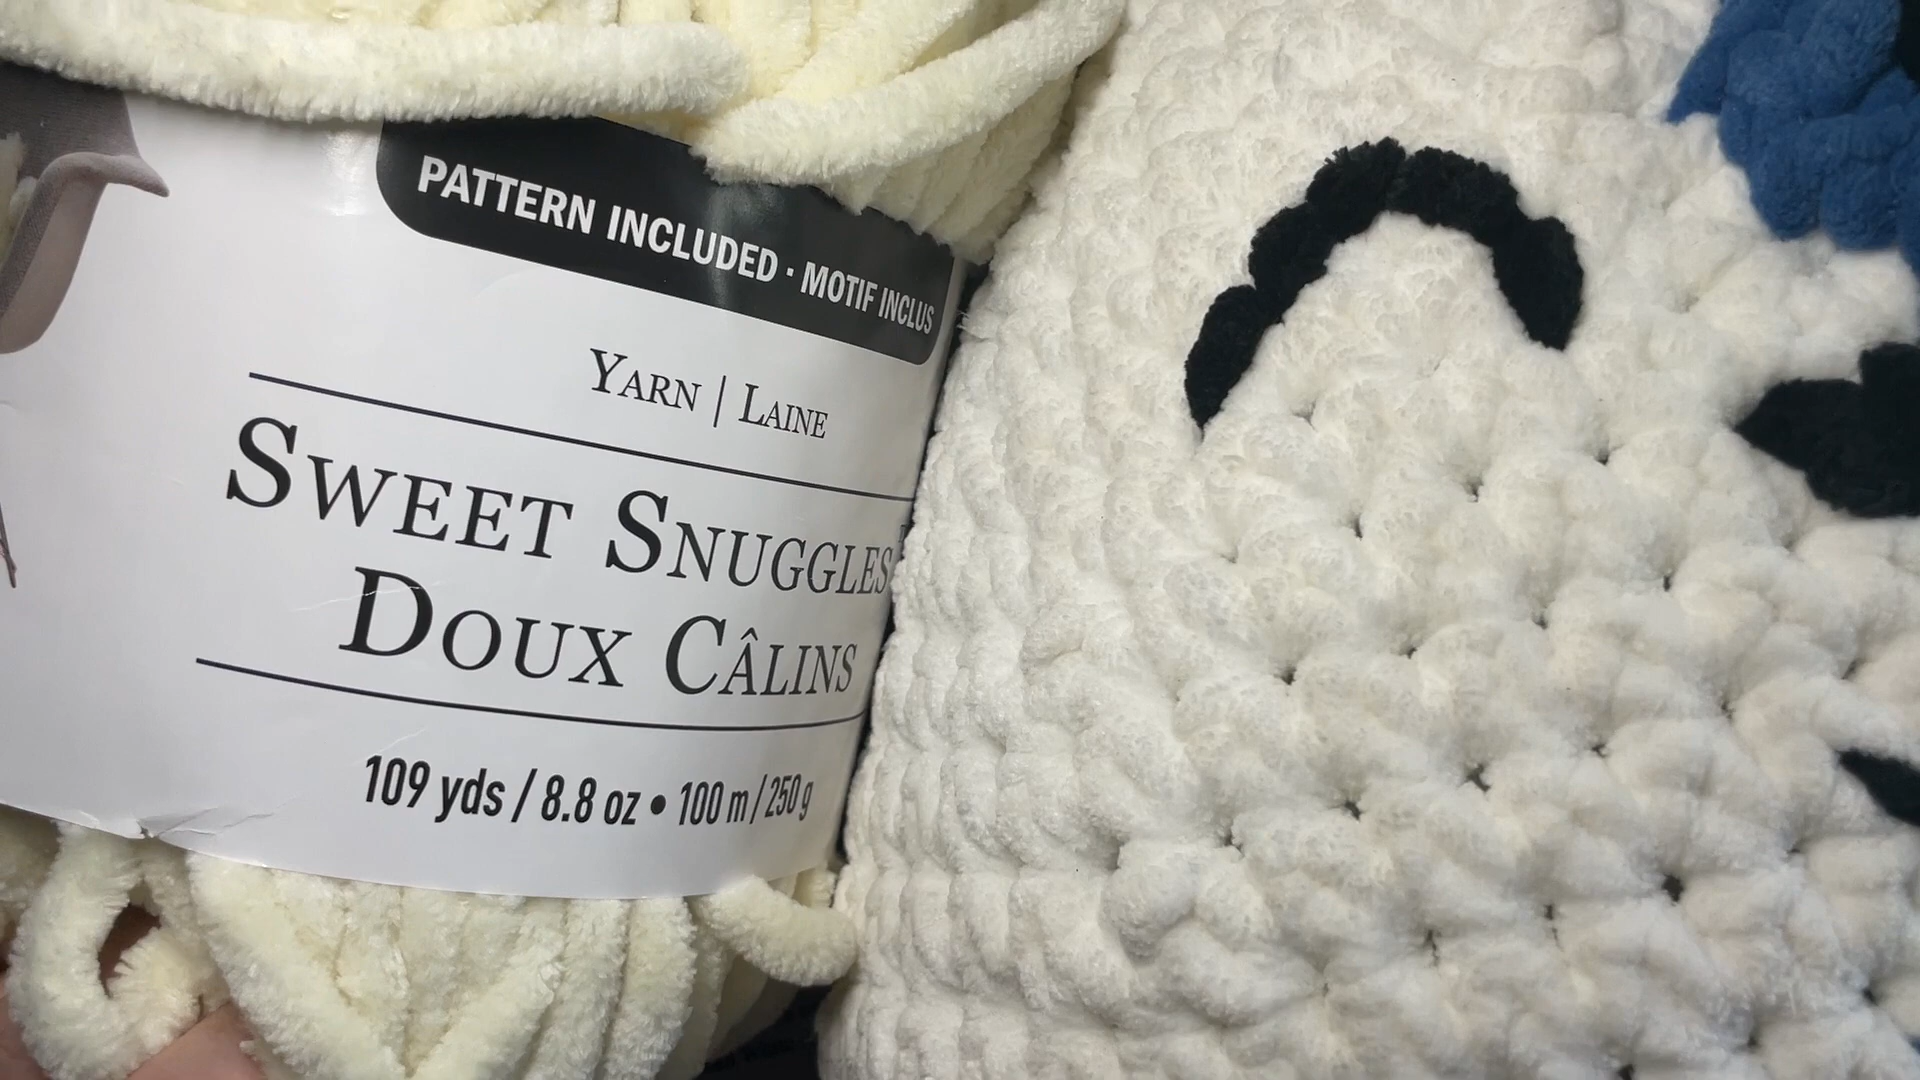 PATTERN INCLUDED · MOTIF INCLUS
YARN | LAINE
SWEET SNUGGLES
DOUX CÂLINS
109 yds / 8.8 oz • 100 m / 250 g